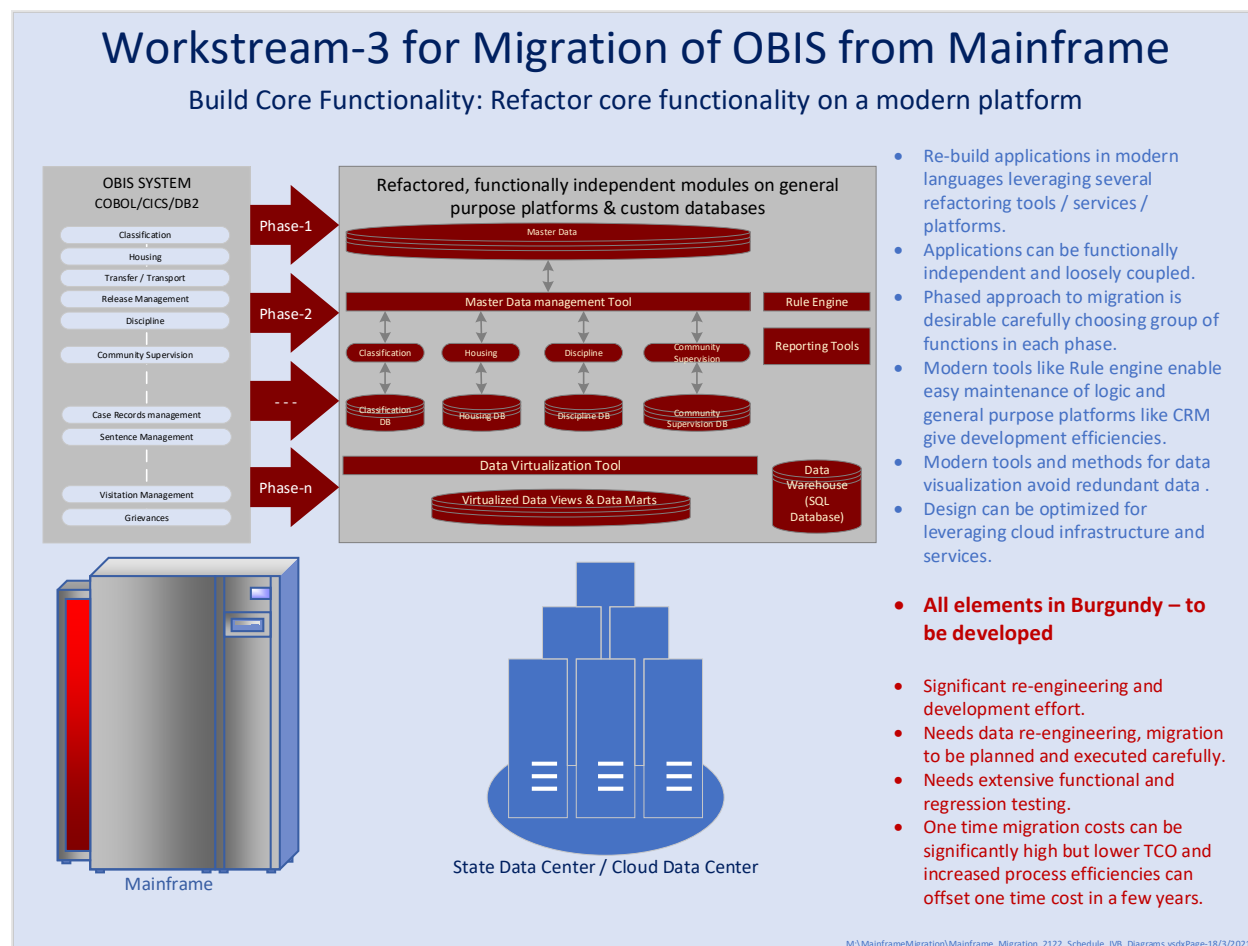 Workstream-3 for Migration of OBIS from Mainframe
Build Core Functionality: Refactor core functionality on a modern platform
OBIS SYSTEM
COBOL/CICS/DB2
Classification
Housing
Transfer / Transport
Release Management
Discipline
Community Supervision
Case Records management
Sentence Management
Visitation Management
Grievances
Phase-1
Phase-2
- - -
Phase-n
Refactored, functionally independent modules on general
purpose platforms & custom databases
Master Data
Master Data management Tool
Rule Engine
Reporting Tools
Classification
Housing
Discipline
Community
Supervision
Classification
DB
Housing DB
Discipline DB
Community
Supervision DB
Data Virtualization Tool
Virtualized Data Views & Data Marts
Data
Warehouse
(SQL
Database)
Mainframe
State Data Center / Cloud Data Center
• Re-build applications in modern
languages leveraging several
refactoring tools / services /
platforms.
• Applications can be functionally
independent and loosely coupled.
• Phased approach to migration is
desirable carefully choosing group of
functions in each phase.
• Modern tools like Rule engine enable
easy maintenance of logic and
general purpose platforms like CRM
give development efficiencies.
• Modern tools and methods for data
visualization avoid redundant data .
• Design can be optimized for
leveraging cloud infrastructure and
services.
• All elements in Burgundy – to
be developed
• Significant re-engineering and
development effort.
• Needs data re-engineering, migration
to be planned and executed carefully.
• Needs extensive functional and
regression testing.
• One time migration costs can be
significantly high but lower TCO and
increased process efficiencies can
offset one time cost in a few years.
M:\MainframeMigration\Mainframe_Migration_2122_Schedule_IVB_Diagrams.vsdxPage-18/3/2021